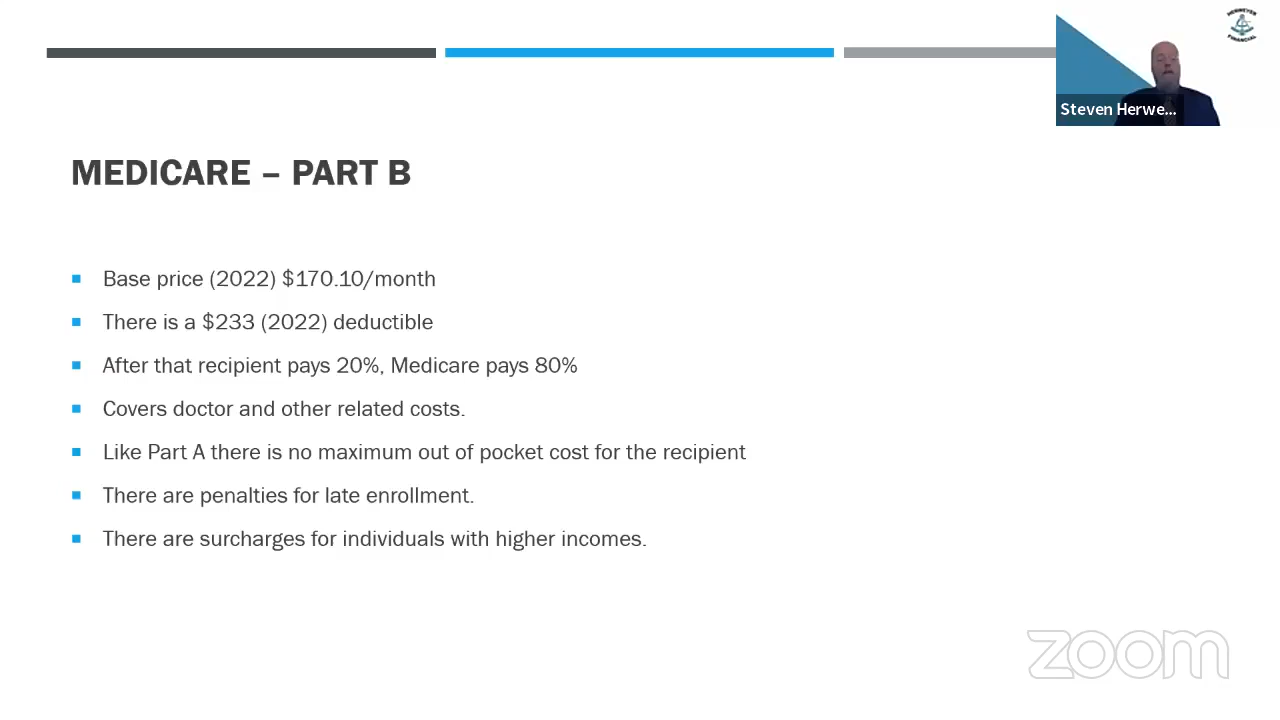 HERWEYER
FINANCIAL
Steven Herwe...
MEDICARE – PART B
Base price (2022) $170.10/month
There is a $233 (2022) deductible
After that recipient pays 20%, Medicare pays 80%
Covers doctor and other related costs.
Like Part A there is no maximum out of pocket cost for the recipient
There are penalties for late enrollment.
There are surcharges for individuals with higher incomes.
zoom